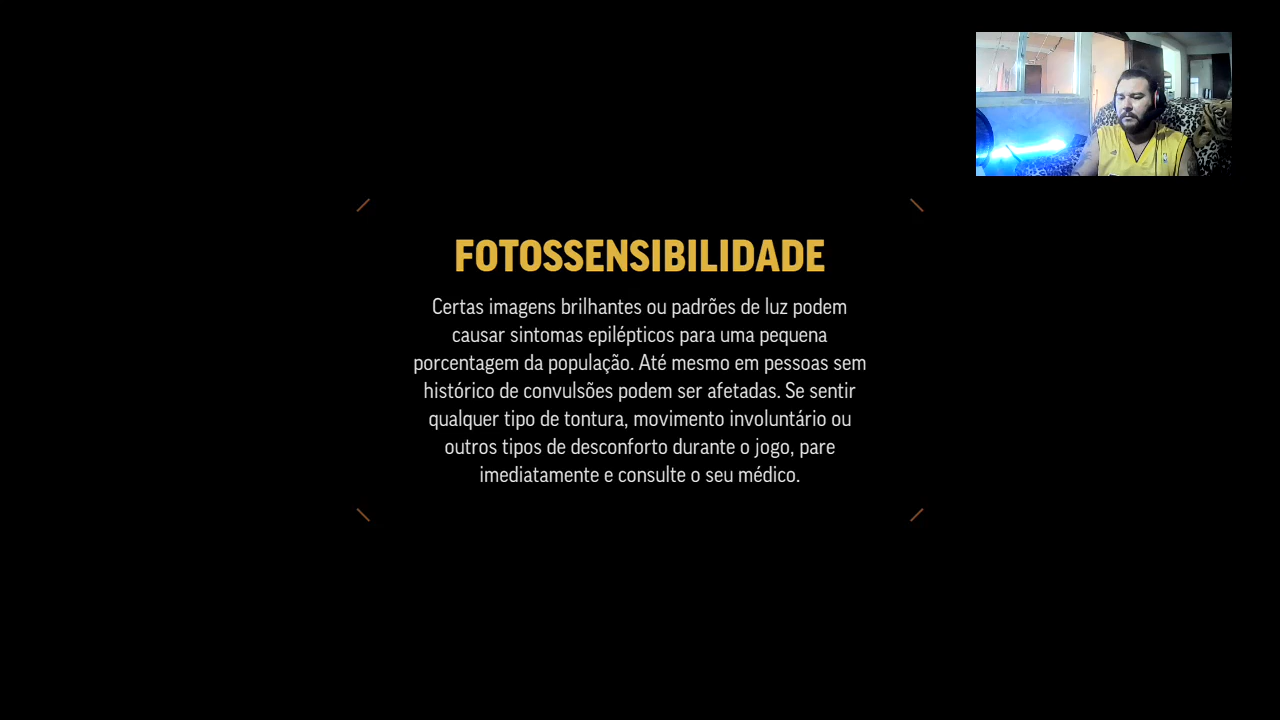 FOTOSSENSIBILIDADE
Certas imagens brilhantes ou padrões de luz podem
causar sintomas epilépticos para uma pequena
porcentagem da população. Até mesmo em pessoas sem
histórico de convulsões podem ser afetadas. Se sentir
qualquer tipo de tontura, movimento involuntário ou
outros tipos de desconforto durante o jogo, pare
imediatamente e consulte o seu médico.